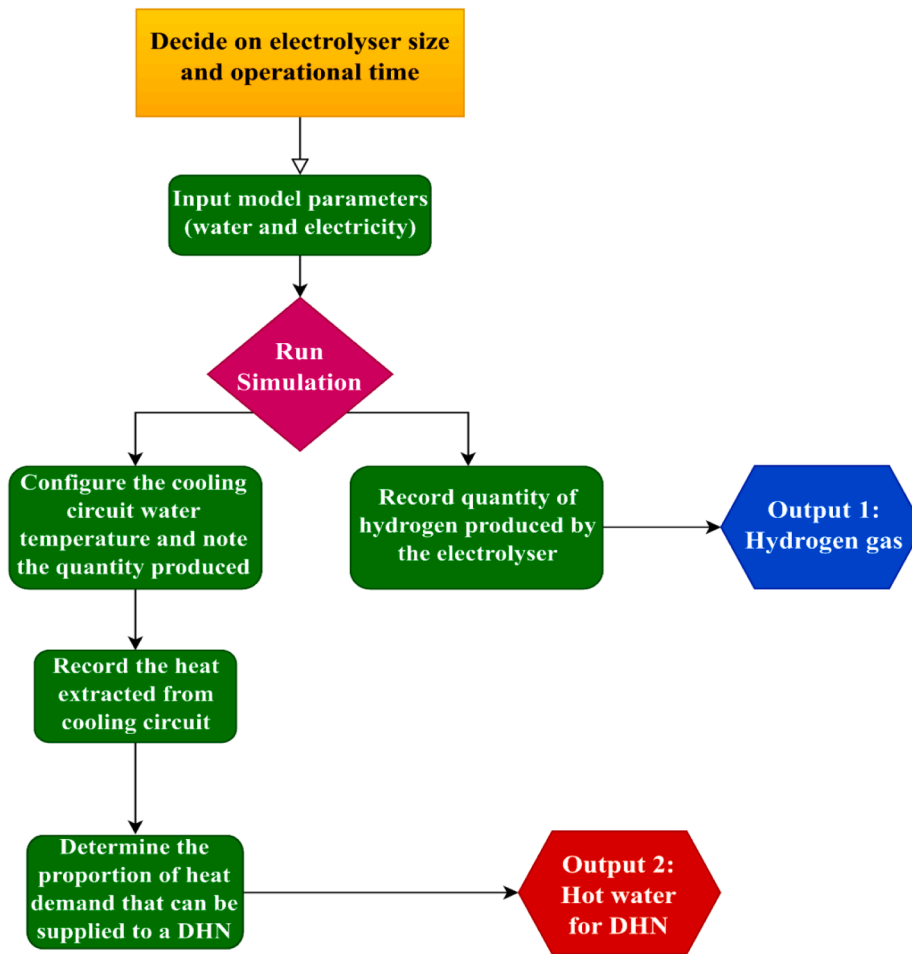 Decide on electrolyser size
and operational time
Input model parameters
(water and electricity)
Run
Simulation
Configure the cooling
circuit water
temperature and note
the quantity produced
Record quantity of
hydrogen produced by
the electrolyser
Output 1:
Hydrogen gas
Record the heat
extracted from
cooling circuit
Determine the
proportion of heat
demand that can be
supplied to a DHN
Output 2:
Hot water
for DHN